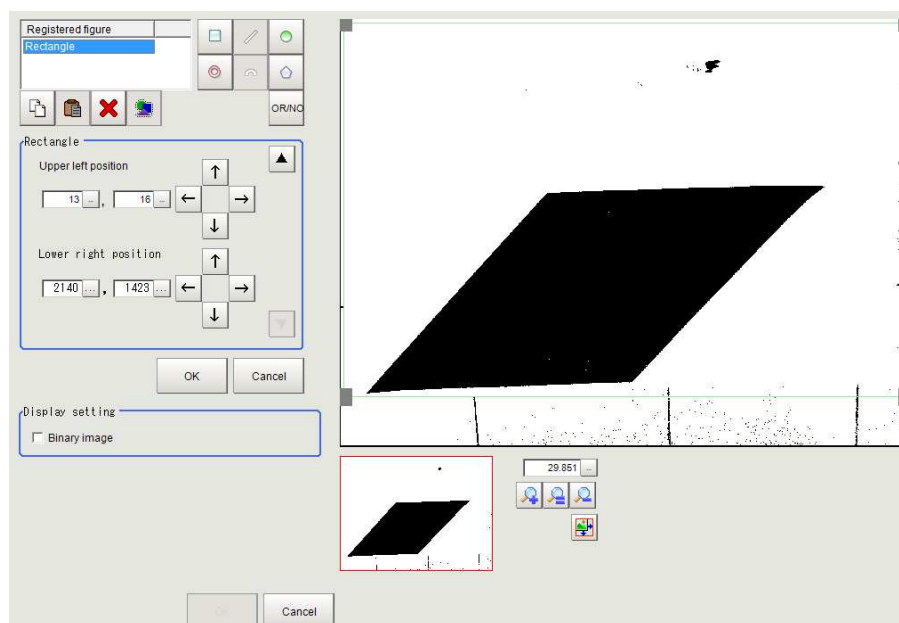 Registered figure
Rectangle
OR/NO
Rectangle
Upper left position
13 ... , 16 ...
Lower right position
2140 ... , 1423 ...
OK Cancel
Display setting
Binary image
29.851 ...
OK Cancel